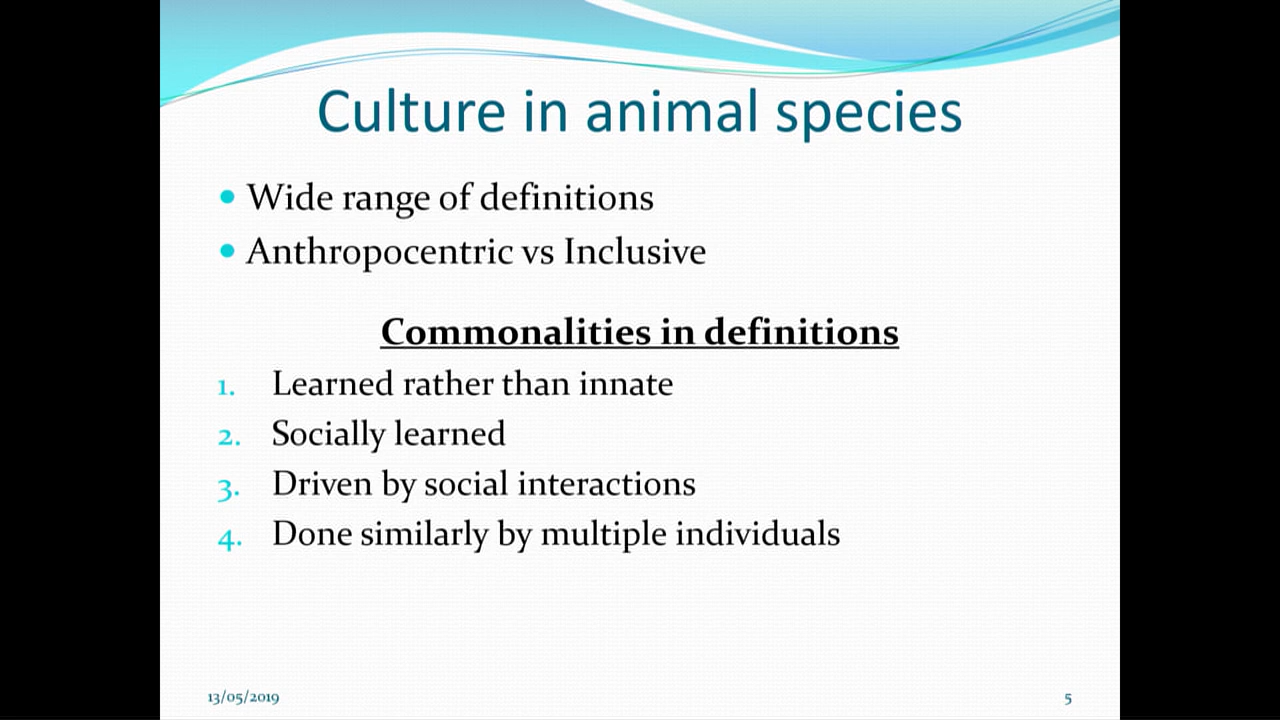 Culture in animal species
• Wide range of definitions
• Anthropocentric vs Inclusive
Commonalities in definitions
1. Learned rather than innate
2. Socially learned
3. Driven by social interactions
4. Done similarly by multiple individuals
13/05/2019
5